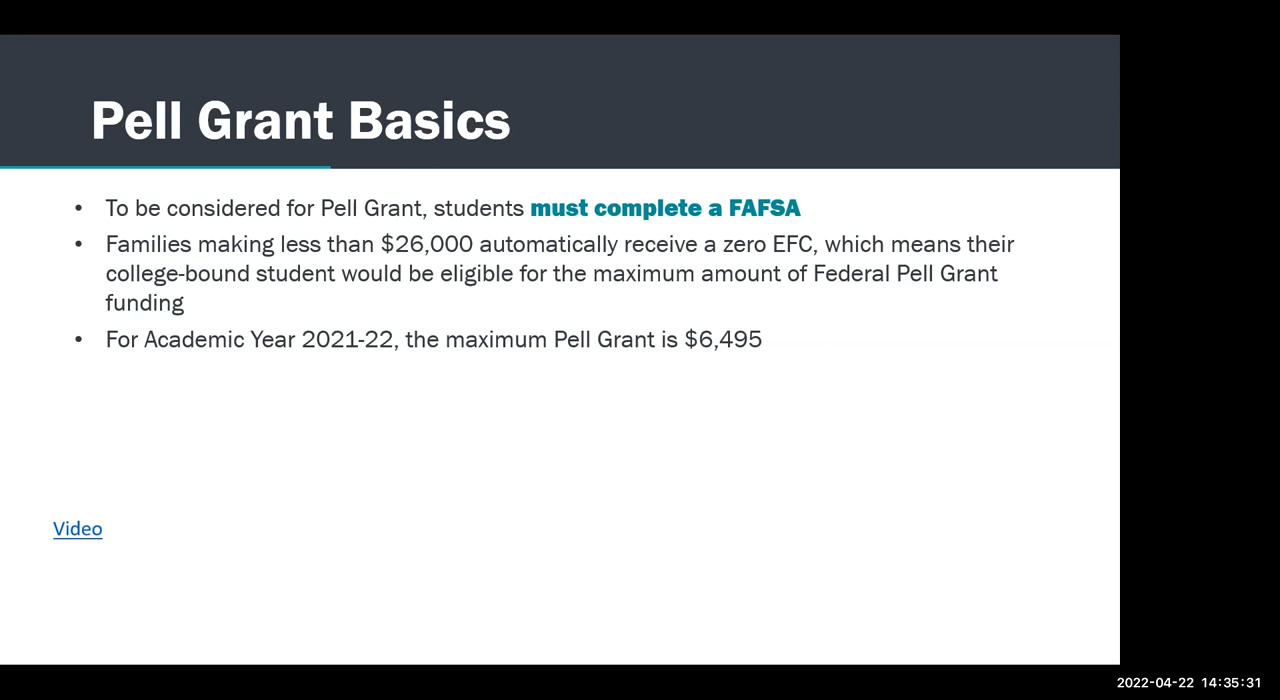 Pell Grant Basics
• To be considered for Pell Grant, students must complete a FAFSA
• Families making less than $26,000 automatically receive a zero EFC, which means their
college-bound student would be eligible for the maximum amount of Federal Pell Grant
funding
• For Academic Year 2021-22, the maximum Pell Grant is $6,495
Video
2022-04-22 14:35:31